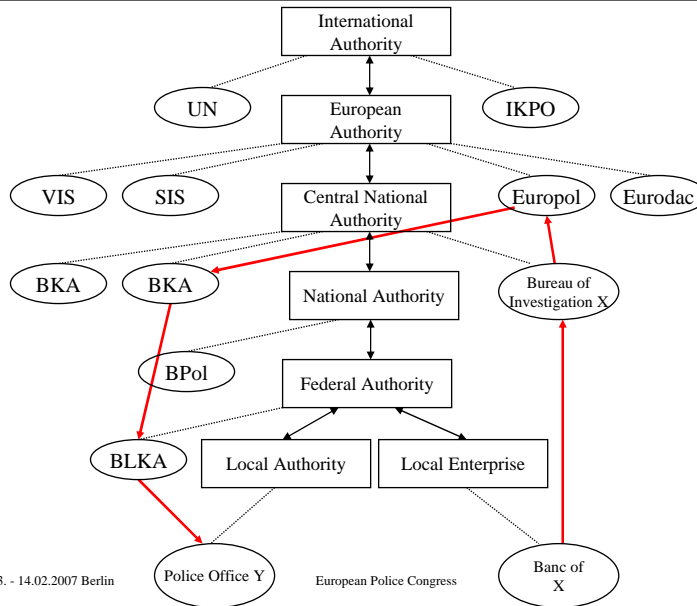 International
Authority
UN
IKPO
European
Authority
VIS
SIS
Central National
Authority
Europol
Eurodac
BKA
BKA
National Authority
Bureau of
Investigation X
BPol
Federal Authority
BLKA
Local Authority
Local Enterprise
3. - 14.02.2007 Berlin
Police Office Y
European Police Congress
Banc of
X